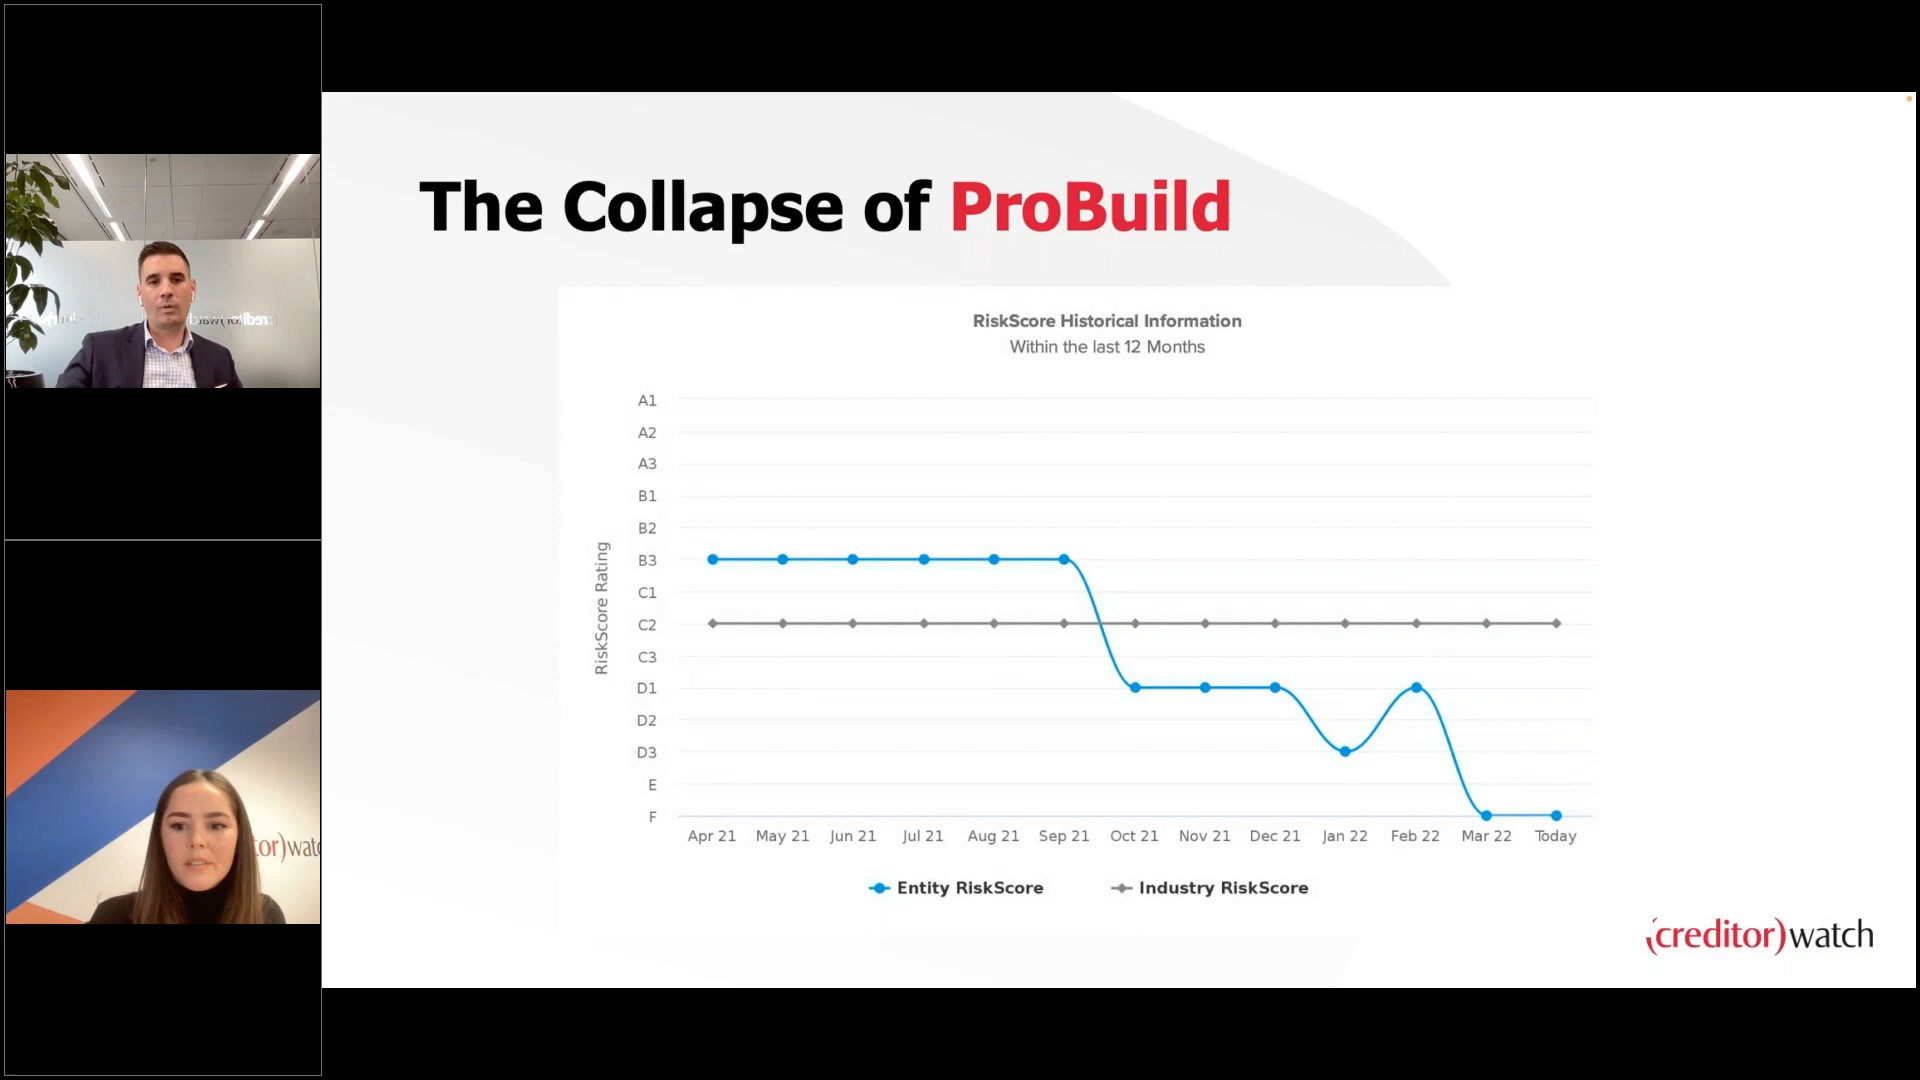 The Collapse of ProBuild
RiskScore Historical Information
Within the last 12 Months
RiskScore Rating
A1
A2
A3
B1
B2
B3
C1
C2
C3
D1
D2
D3
E
F
Apr 21 May 21 Jun 21 Jul 21 Aug 21 Sep 21 Oct 21 Nov 21 Dec 21 Jan 22 Feb 22 Mar 22 Today
Entity RiskScore Industry RiskScore
(creditor)watch